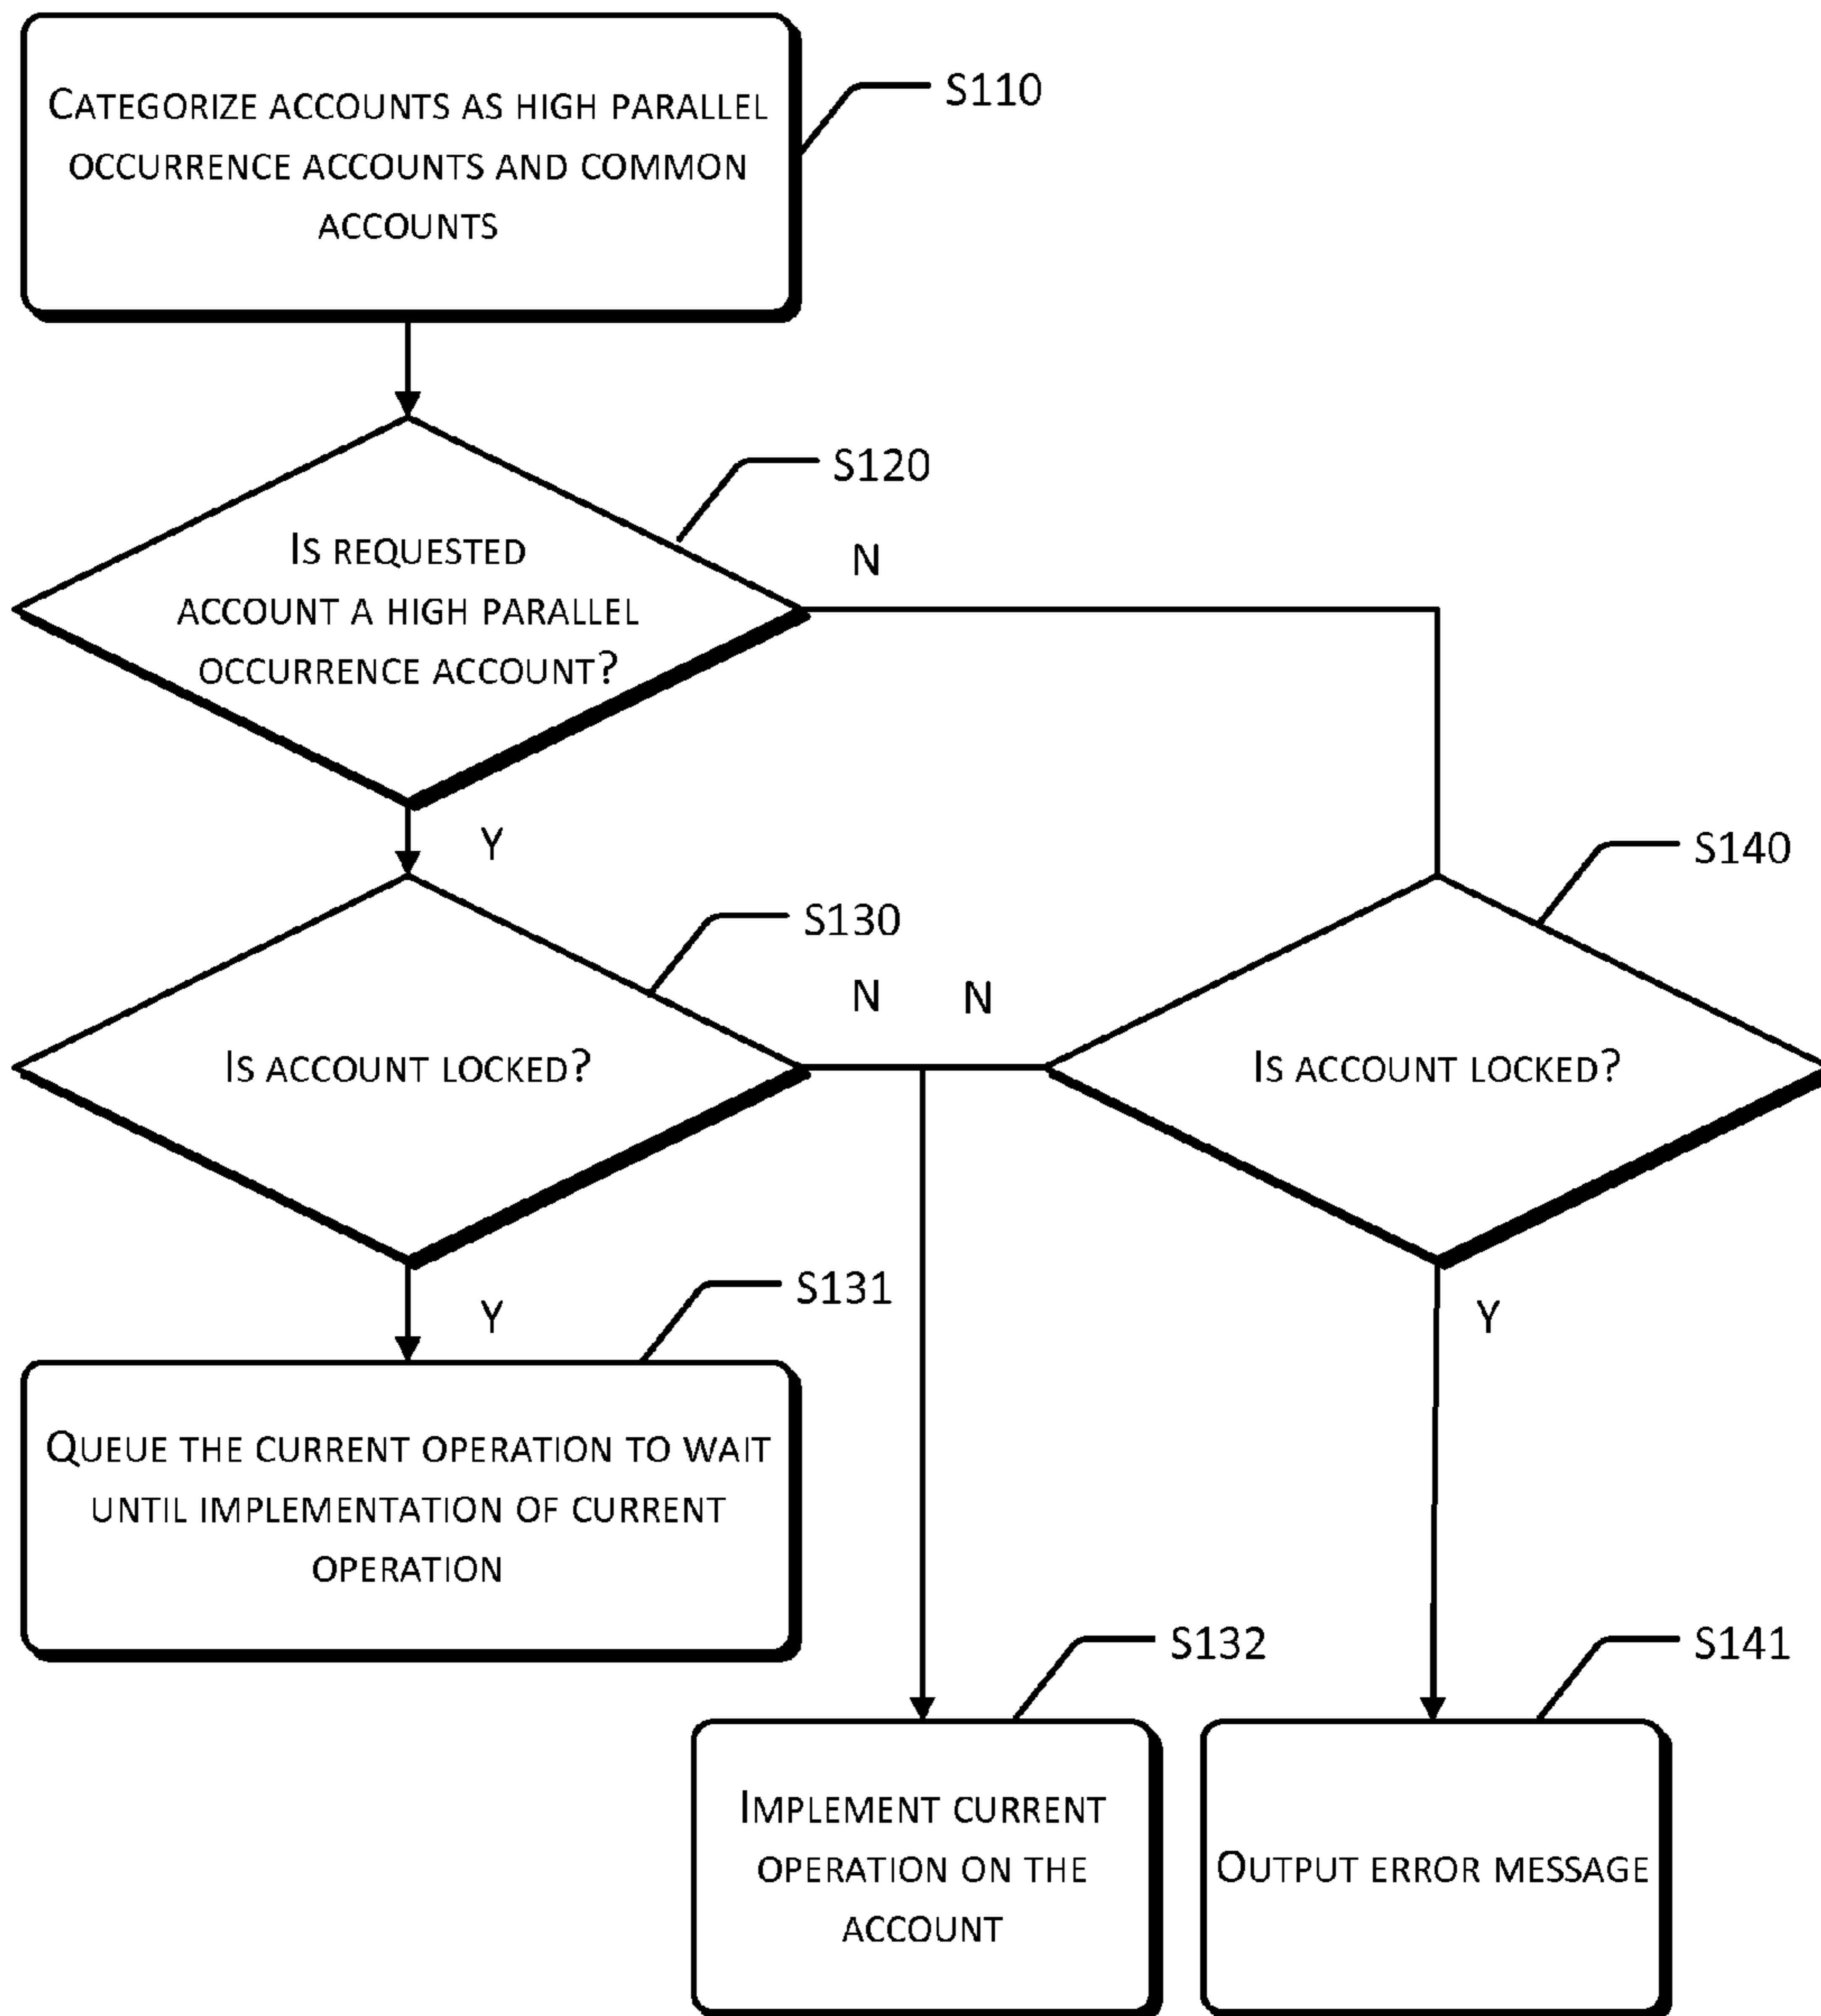 CATEGORIZE ACCOUNTS AS HIGH PARALLEL
OCCURRENCE ACCOUNTS AND COMMON
ACCOUNTS
S110
S120
IS REQUESTED
ACCOUNT A HIGH PARALLEL
OCCURRENCE ACCOUNT?
N
Y
S130
S140
N
N
IS ACCOUNT LOCKED?
IS ACCOUNT LOCKED?
Y
S131
Y
QUEUE THE CURRENT OPERATION TO WAIT
UNTIL IMPLEMENTATION OF CURRENT
OPERATION
S132
S141
IMPLEMENT CURRENT
OPERATION ON THE
ACCOUNT
OUTPUT ERROR MESSAGE